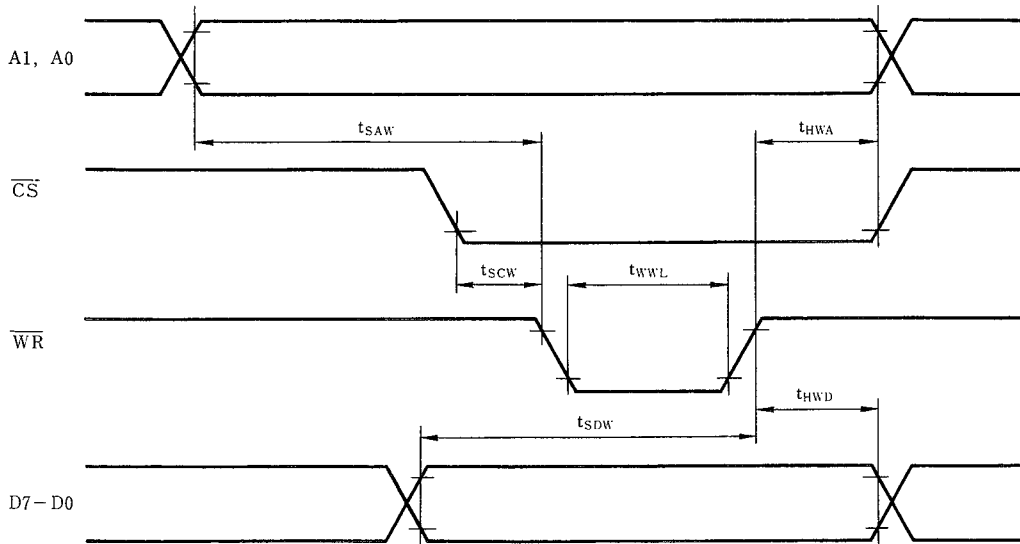 A1, A0
tSAW
tHWA
CS
tSCW
tWWL
WR
tHWD
tSDW
D7-D0